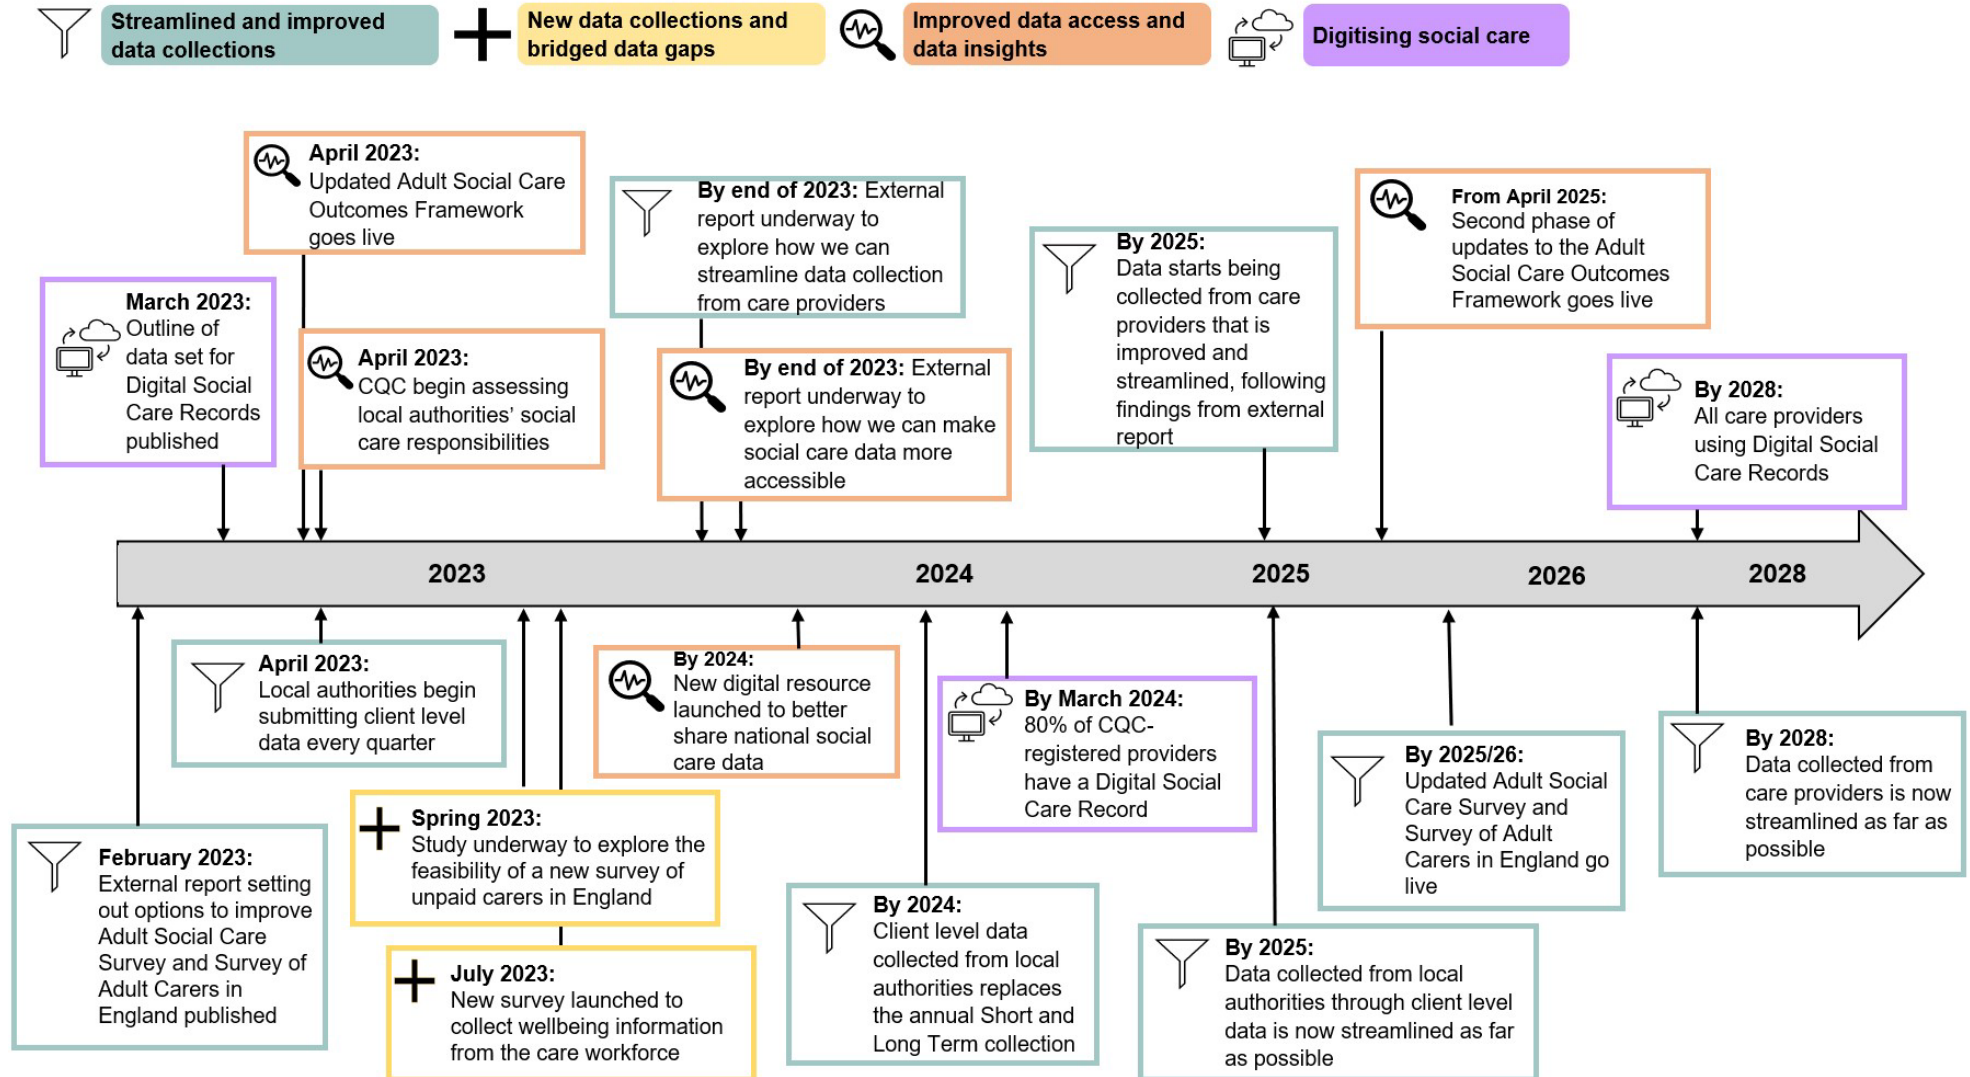 Streamlined and improved
data collections
New data collections and
bridged data gaps
Improved data access and
data insights
Digitising social care
April 2023:
Updated Adult Social Care
Outcomes Framework
goes live
By end of 2023: External
report underway to
explore how we can
streamline data collection
from care providers
By 2025:
Data starts being
collected from care
providers that is
improved and
streamlined, following
findings from external
report
From April 2025:
Second phase of
updates to the Adult
Social Care Outcomes
Framework goes live
March 2023:
Outline of
data set for
Digital Social
Care Records
published
April 2023:
CQC begin assessing
local authorities’ social
care responsibilities
By end of 2023: External
report underway to
explore how we can make
social care data more
accessible
By 2028:
All care providers
using Digital Social
Care Records
2023
2024
2025
2026
2028
April 2023:
Local authorities begin
submitting client level
data every quarter
By 2024:
New digital resource
launched to better
share national social
care data
By March 2024:
80% of CQC-
registered providers
have a Digital Social
Care Record
By 2025/26:
Updated Adult Social
Care Survey and
Survey of Adult
Carers in England go
live
By 2028:
Data collected from
care providers is now
streamlined as far as
possible
February 2023:
External report setting
out options to improve
Adult Social Care
Survey and Survey of
Adult Carers in
England published
Spring 2023:
Study underway to explore the
feasibility of a new survey of
unpaid carers in England
July 2023:
New survey launched to
collect wellbeing information
from the care workforce
By 2024:
Client level data
collected from local
authorities replaces
the annual Short and
Long Term collection
By 2025:
Data collected from local
authorities through client level
data is now streamlined as far
as possible